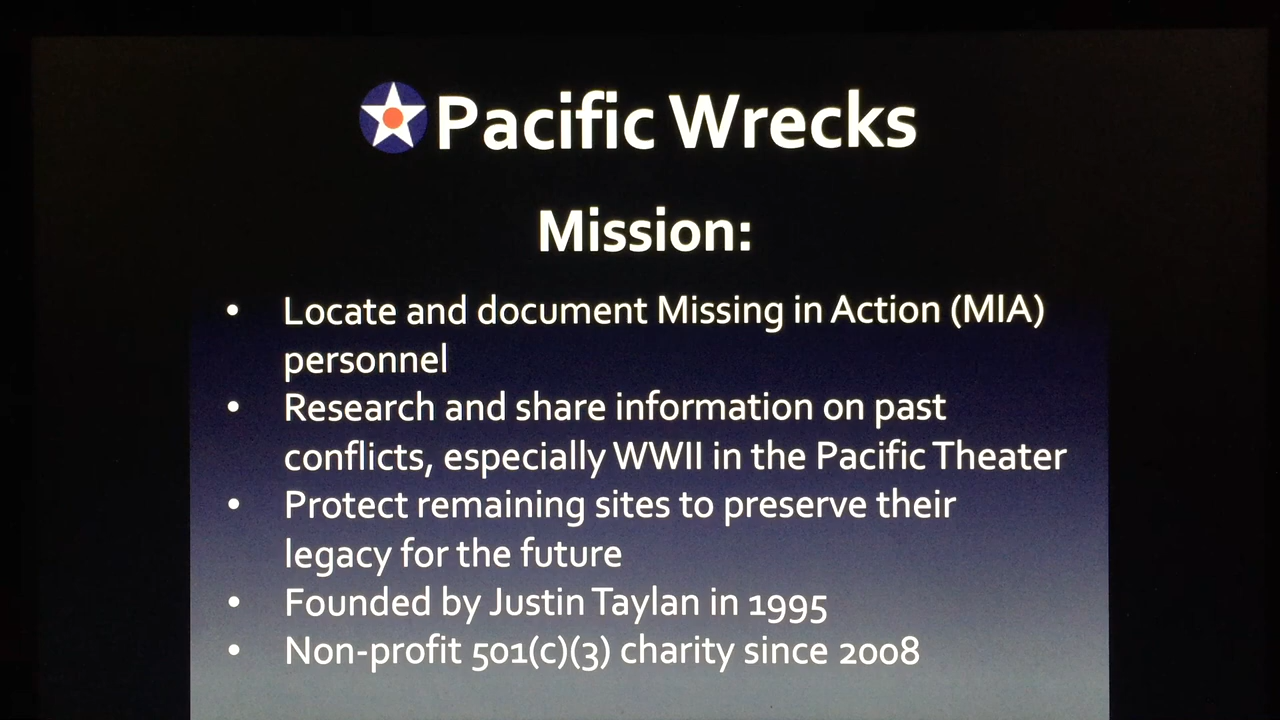 Pacific Wrecks
Mission:
• Locate and document Missing in Action (MIA)
personnel
• Research and share information on past
conflicts, especially WWII in the Pacific Theater
• Protect remaining sites to preserve their
legacy for the future
• Founded by Justin Taylan in 1995
• Non-profit 501(c)(3) charity since 2008